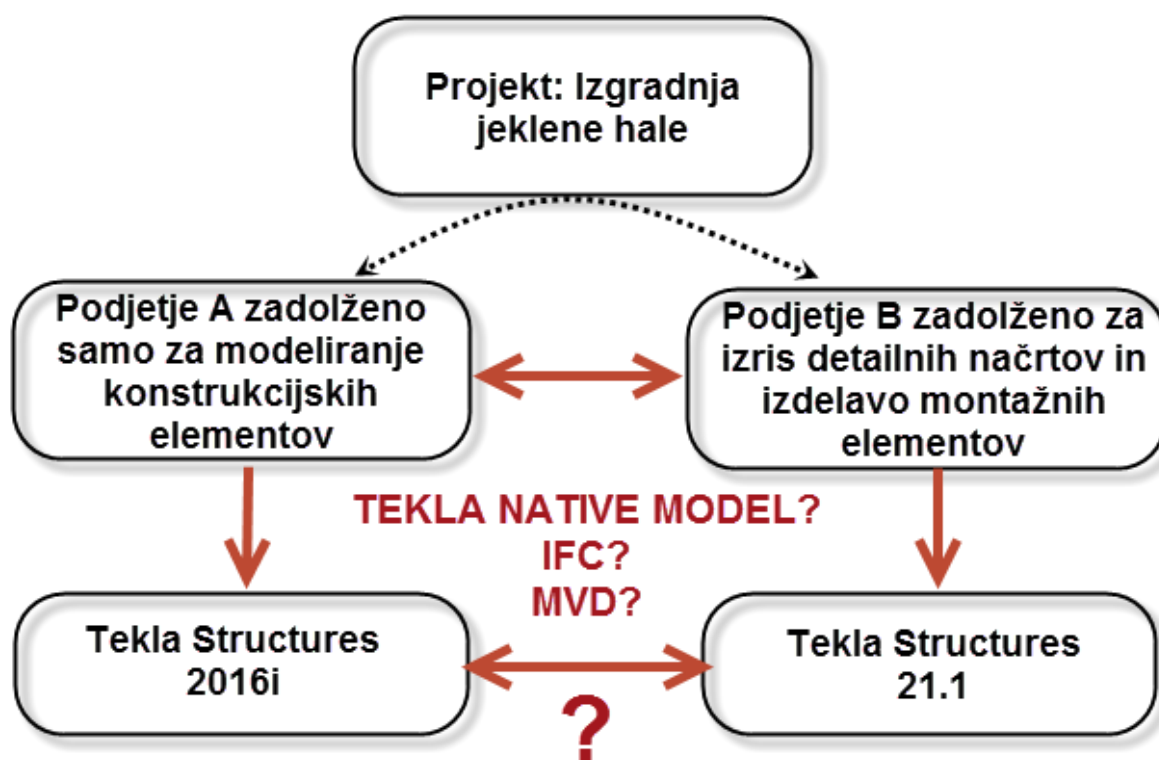 Projekt: Izgradnja
jeklene hale
Podjetje A zadolženo
samo za modeliranje
konstrukcijskih
elementov
Podjetje B zadolženo za
izris detailnih načrtov in
izdelavo montažnih
elementov
TEKLA NATIVE MODEL?
IFC?
MVD?
Tekla Structures
2016i
Tekla Structures
21.1
?